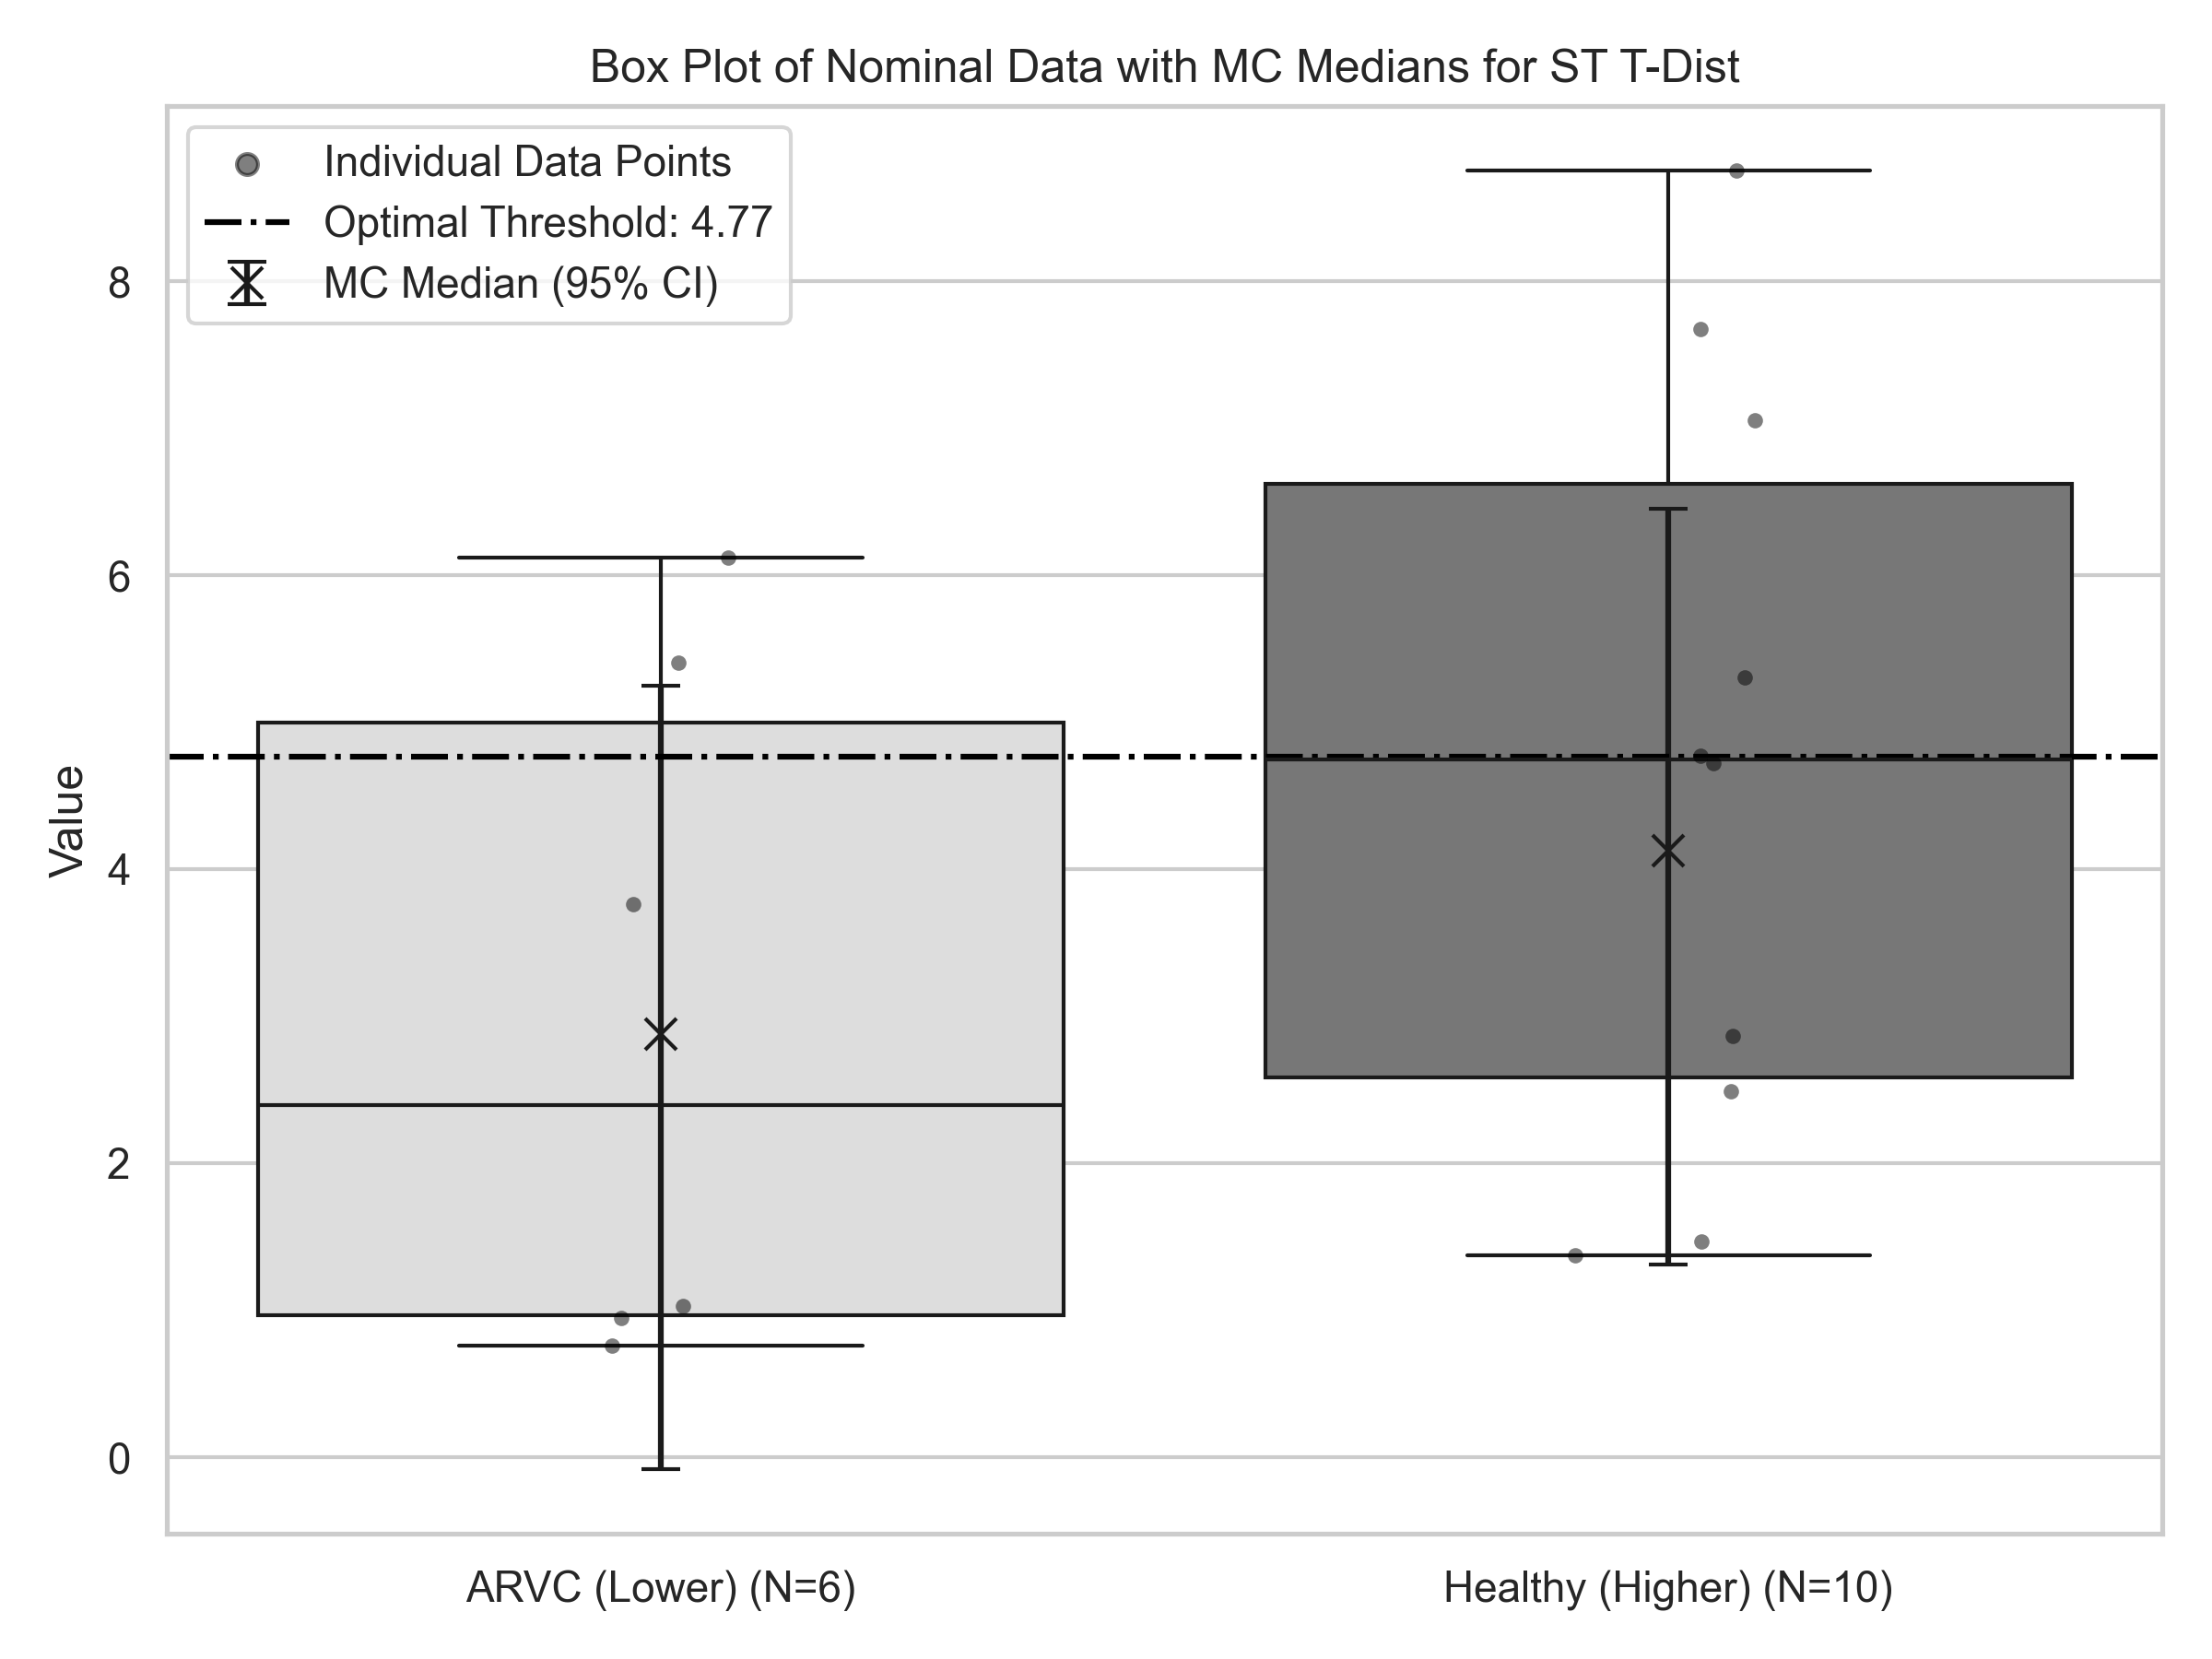 Box Plot of Nominal Data with MC Medians for ST T-Dist
Individual Data Points
Optimal Threshold: 4.77
MC Median (95% CI)
Value
8
6
4
2
0
ARVC (Lower) (N=6)
Healthy (Higher) (N=10)